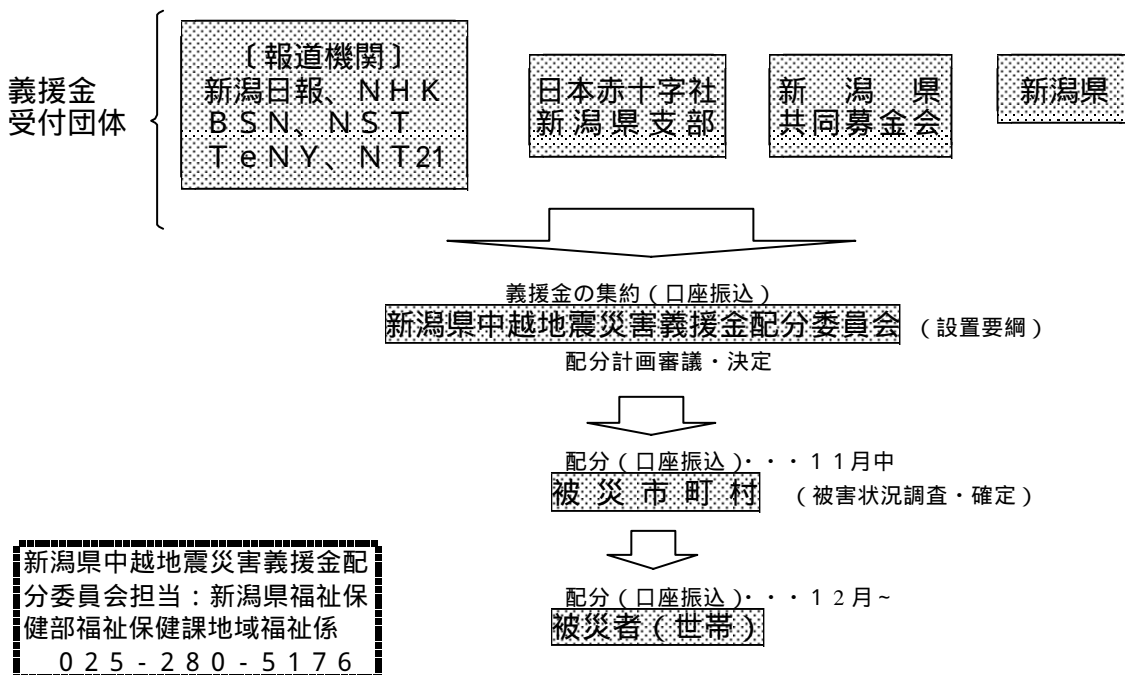 義援金
受付団体
〔報道機関〕
新潟日報、ＮＨＫ
ＢＳＮ、ＮＳＴ
ＴｅＮＹ、ＮＴ21
日本赤十字社
新潟県支部
新潟県
共同募金会
新潟県
義援金の集約（口座振込）
新潟県中越地震災害義援金配分委員会（設置要綱）
配分計画審議・決定
配分（口座振込）・・・１１月中
被災市町村（被害状況調査・確定）
配分（口座振込）・・・１２月~
被災者（世帯）
新潟県中越地震災害義援金配
分委員会担当：新潟県福祉保
健部福祉保健課地域福祉係
０２５-２８０-５１７６